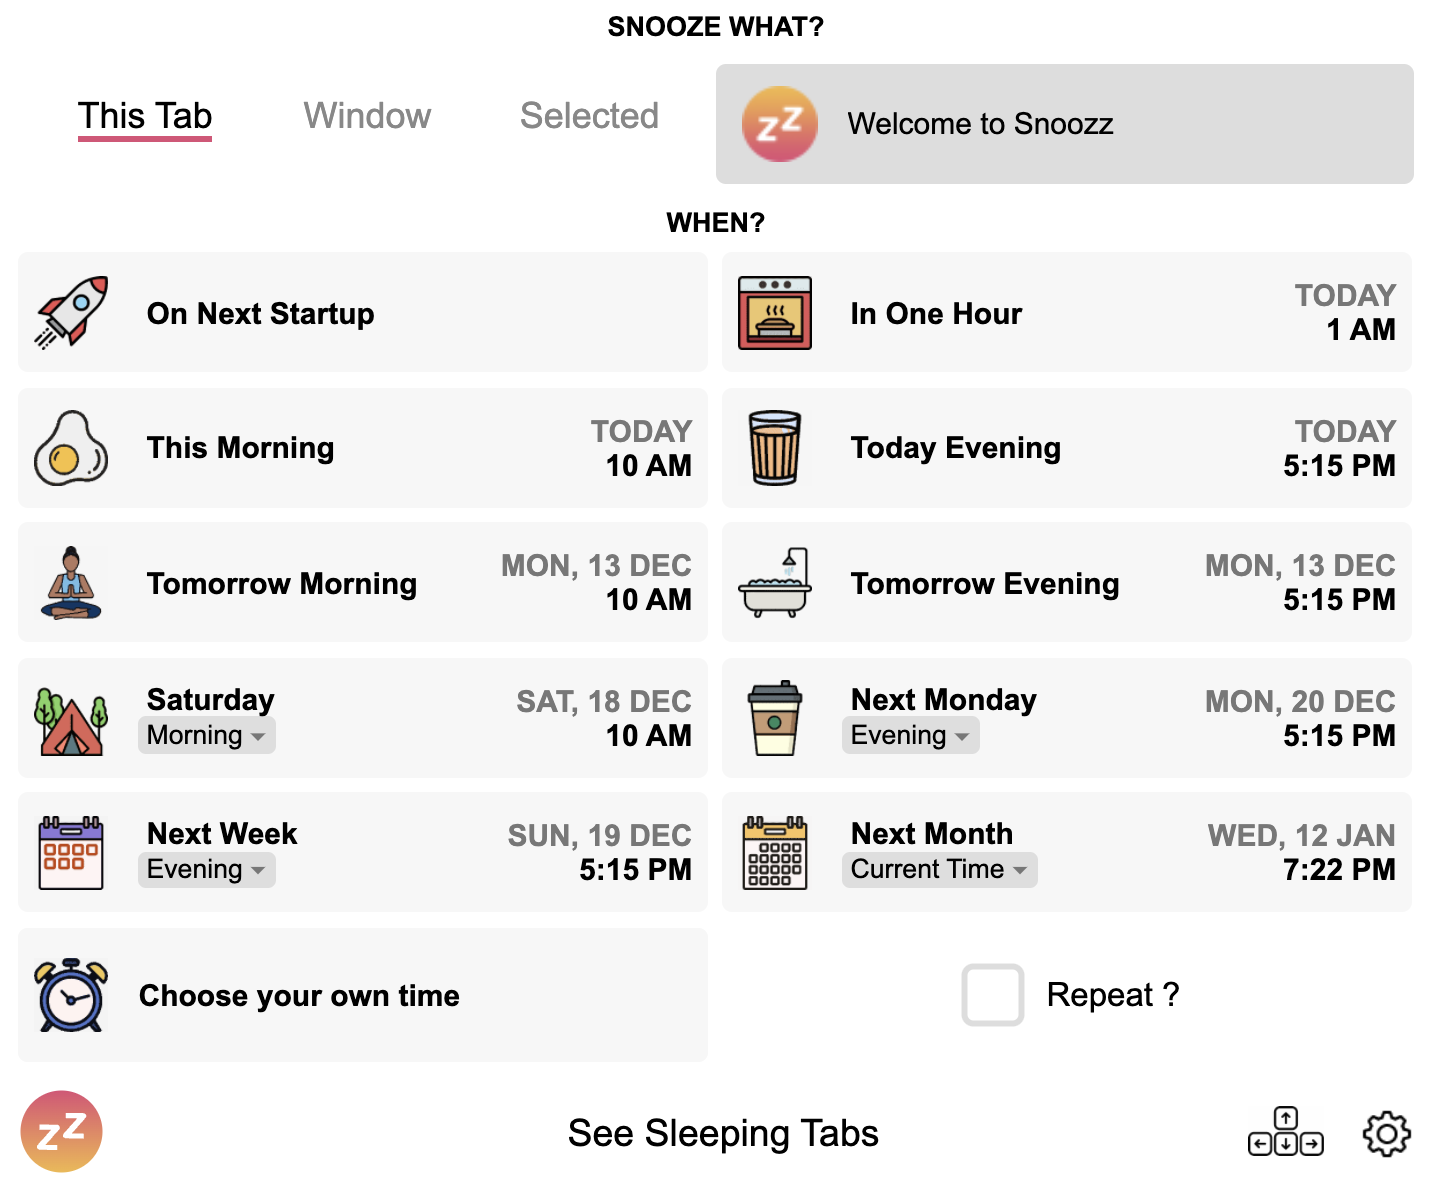 SNOOZE WHAT?
This Tab
Window
Selected
zz
Welcome to Snoozz
WHEN?
On Next Startup
In One Hour
TODAY
1 AM
This Morning
TODAY
10 AM
Today Evening
TODAY
5:15 PM
Tomorrow Morning
MON, 13 DEC
10 AM
Tomorrow Evening
MON, 13 DEC
5:15 PM
Saturday
Morning
SAT, 18 DEC
10 AM
Next Monday
Evening
MON, 20 DEC
5:15 PM
Next Week
Evening
SUN, 19 DEC
5:15 PM
Next Month
Current Time
WED, 12 JAN
7:22 PM
Choose your own time
Repeat ?
zz
See Sleeping Tabs